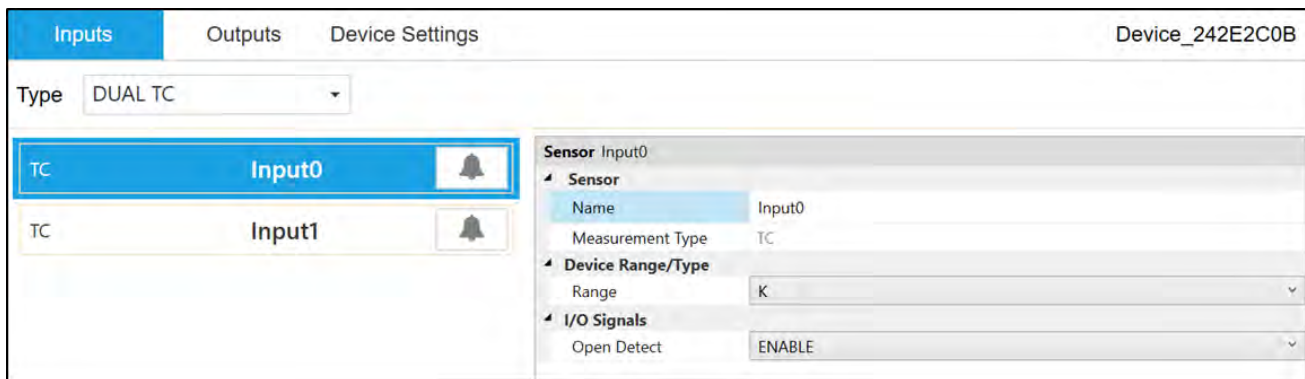 Inputs Outputs Device Settings Device_242E2C0B
Type DUAL TC
TC Input0
TC Input1
Sensor Input0
Sensor
Name Input0
Measurement Type TC
Device Range/Type
Range K
I/O Signals
Open Detect ENABLE